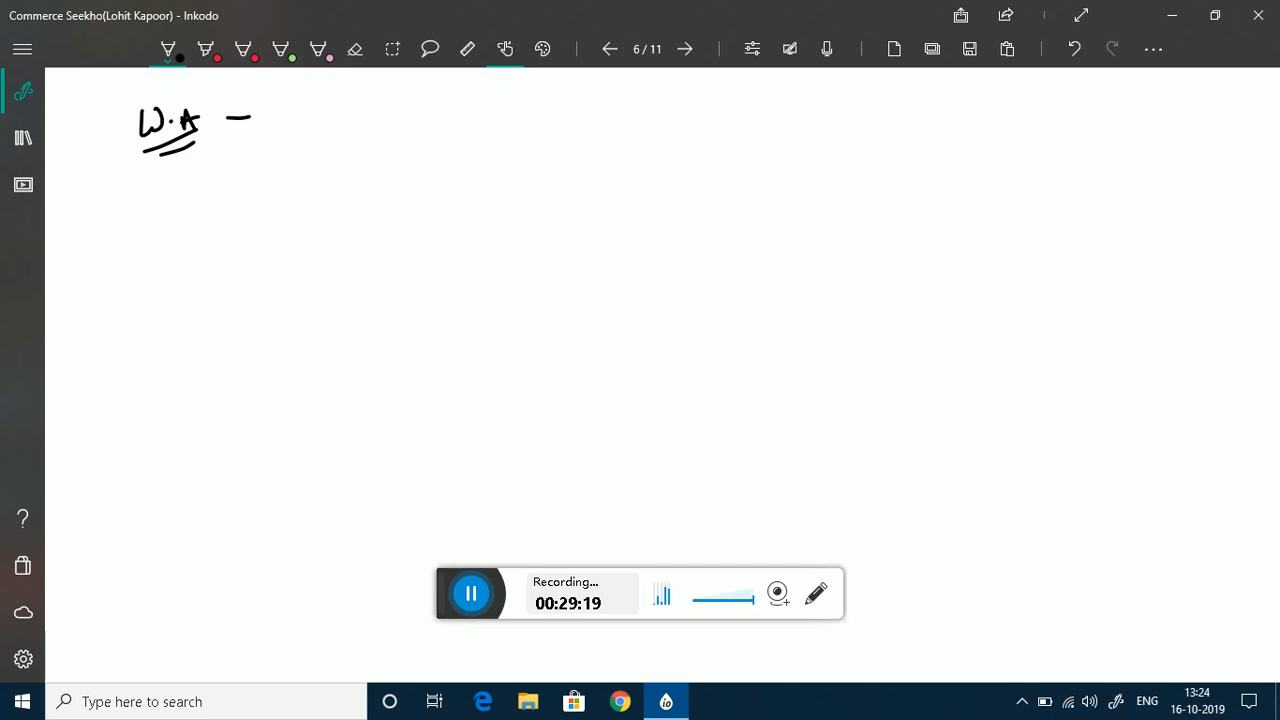 Commerce Seekho(Lohit Kapoor) - Inkodo
6 / 11
W.A –
Recording...
00:29:19
Type here to search
io
ENG
13:24
16-10-2019